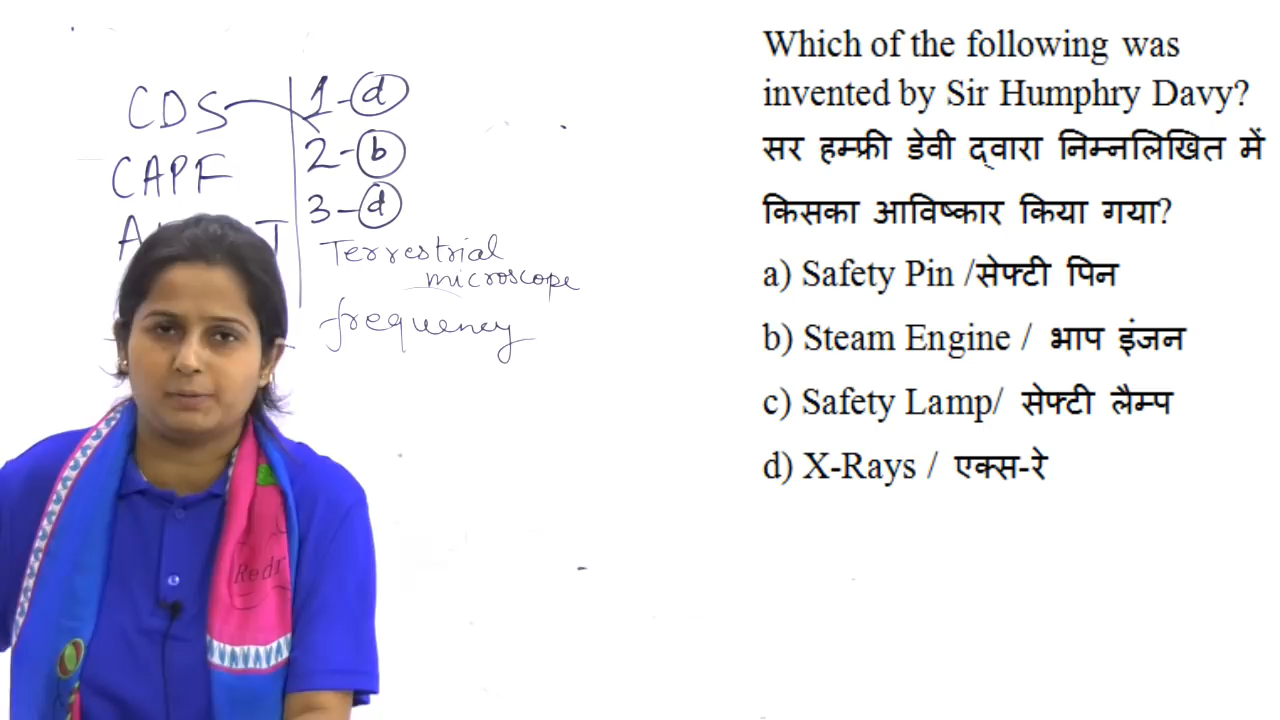 CDS
CAPF
1-d
2-b
3-d
Terrestrial
microscope
frequency
Redr
Which of the following was
invented by Sir Humphry Davy?
सर हम्फ्री डेवी द्वारा निम्नलिखित में
किसका आविष्कार किया गया?
a) Safety Pin /सेफ्टी पिन
b) Steam Engine / भाप इंजन
c) Safety Lamp/ सेफ्टी लैम्प
d) X-Rays / एक्स-रे